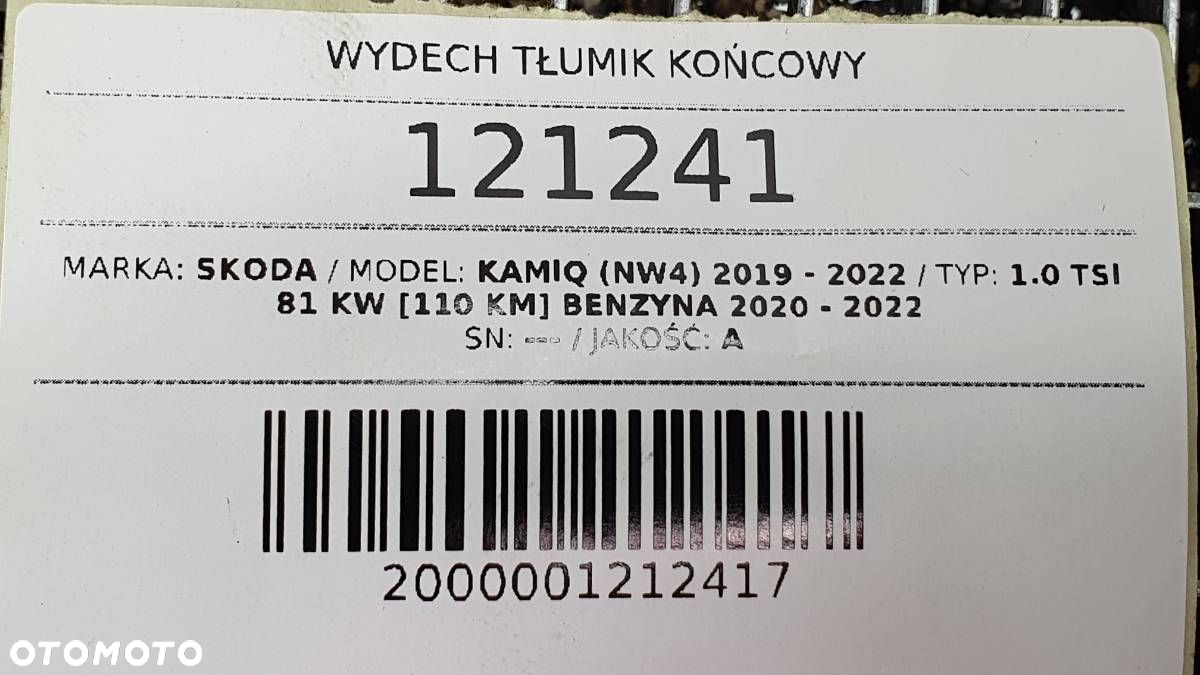 WYDECH TŁUMIK KOŃCOWY
121241
MARKA: SKODA / MODEL: KAMIQ (NW4) 2019 - 2022 / TYP: 1.0 TSI
81 KW [110 KM] BENZYNA 2020 - 2022
SN: --- / JAKOŚĆ: A
2000001212417
OTOMOTO